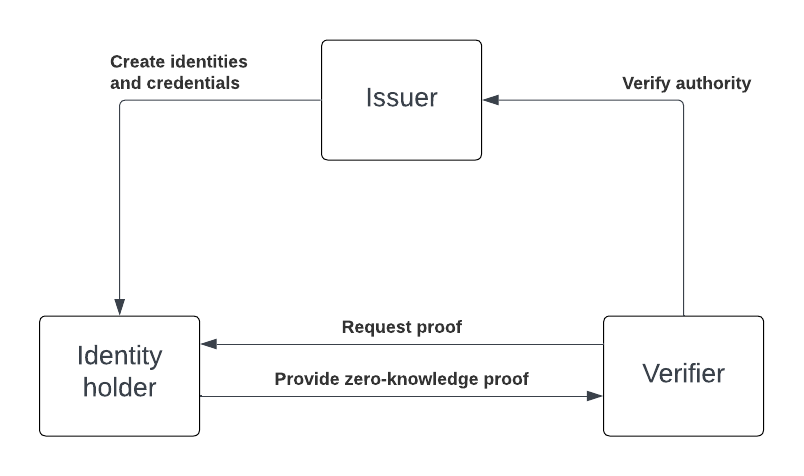 Create identities
and credentials
Issuer
Verify authority
Request proof
Identity
holder
Provide zero-knowledge proof
Verifier